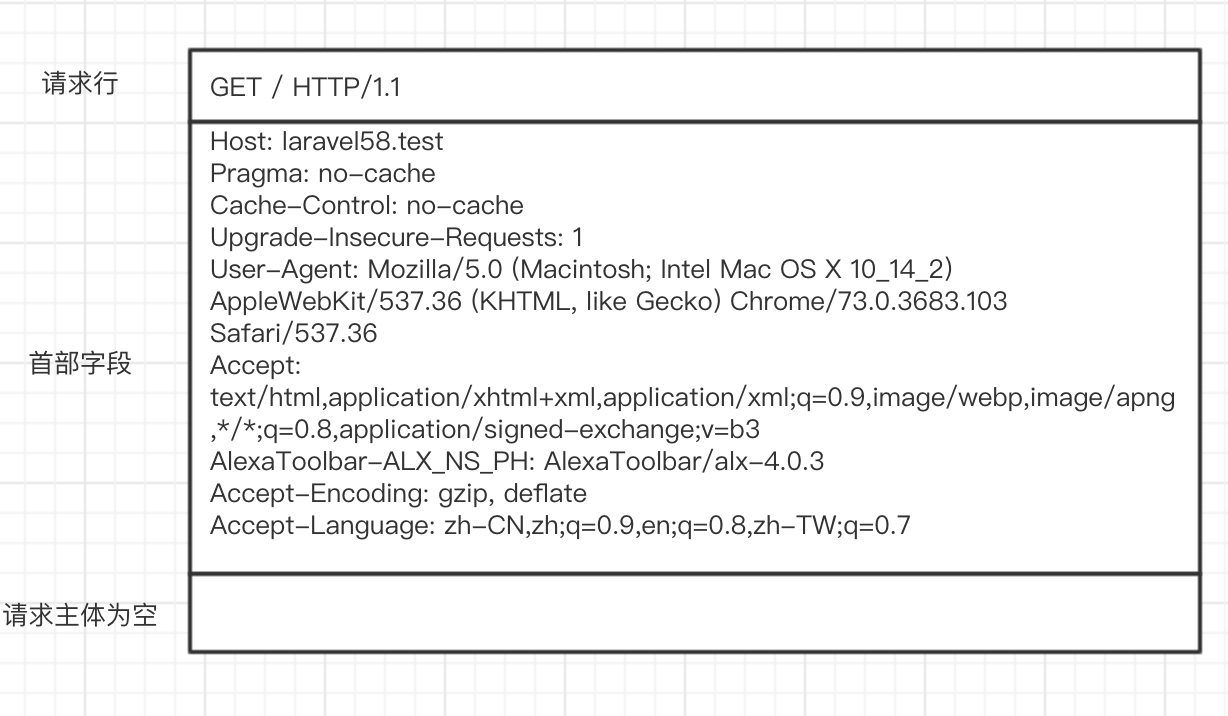 请求行
GET / HTTP/1.1
Host: laravel58.test
Pragma: no-cache
Cache-Control: no-cache
Upgrade-Insecure-Requests: 1
User-Agent: Mozilla/5.0 (Macintosh; Intel Mac OS X 10_14_2)
AppleWebKit/537.36 (KHTML, like Gecko) Chrome/73.0.3683.103
Safari/537.36
首部字段
Accept:
text/html,application/xhtml+xml,application/xml;q=0.9,image/webp,image/apng
,*/*;q=0.8,application/signed-exchange;v=b3
AlexaToolbar-ALX_NS_PH: AlexaToolbar/alx-4.0.3
Accept-Encoding: gzip, deflate
Accept-Language: zh-CN,zh;q=0.9,en;q=0.8,zh-TW;q=0.7
请求主体为空